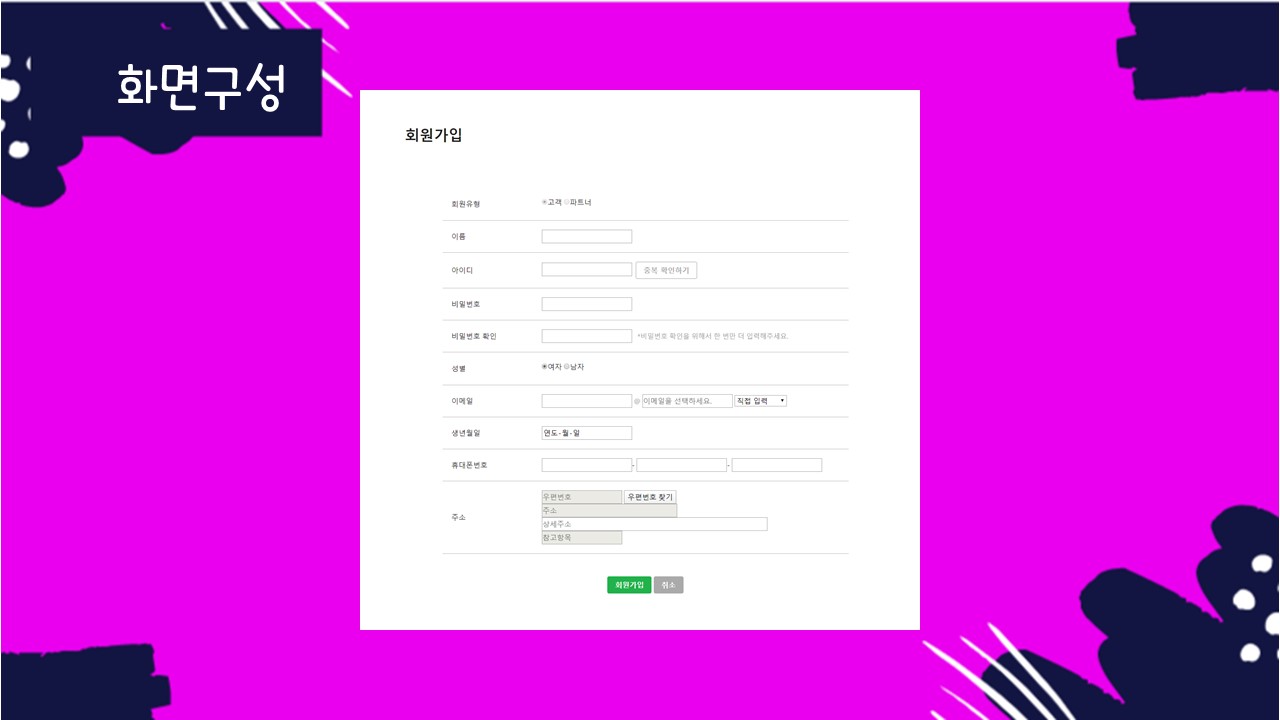 화면구성
회원가입
회원유형 고객 파트너
이름
아이디 중복 확인하기
비밀번호
비밀번호 확인 *비밀번호 확인을 위해서 한 번만 더 입력해주세요.
성별 여자 남자
이메일 @ 이메일을 선택하세요. 직접 입력
생년월일 연도-월-일
휴대폰번호 - -
주소 우편번호 우편번호 찾기
주소
상세주소
참고항목
회원가입 취소